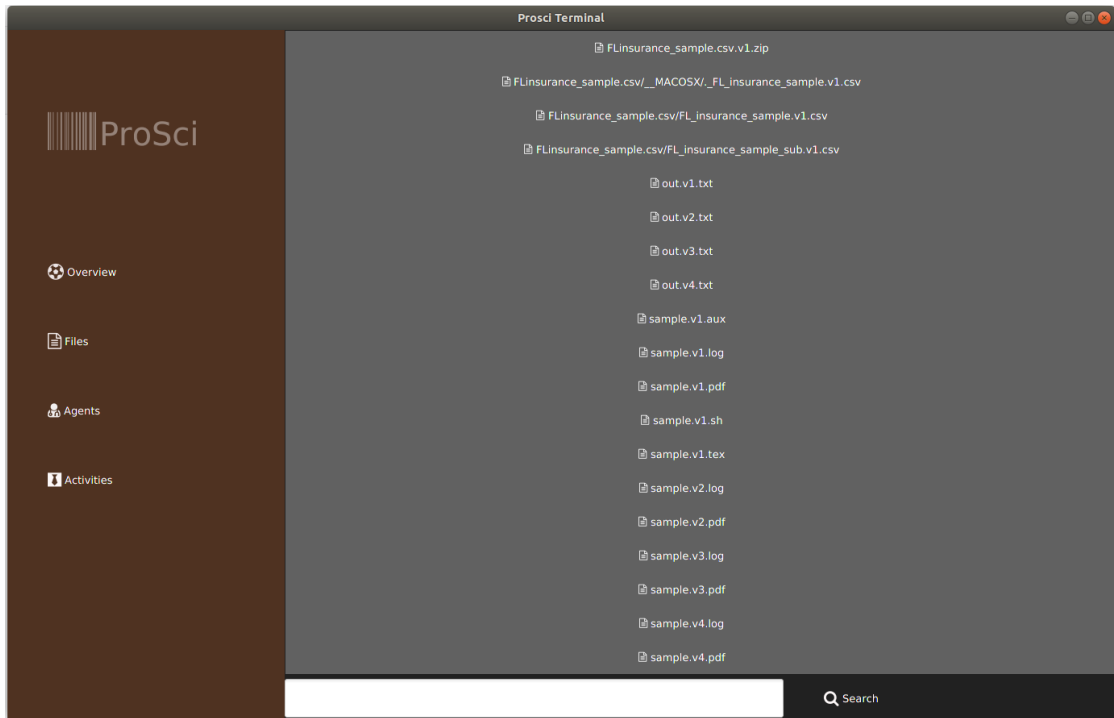 Prosci Terminal
ProSci
Overview
Files
Agents
Activities
FLinsurance_sample.csv.v1.zip
FLinsurance_sample.csv/__MACOSX/._FL_insurance_sample.v1.csv
FLinsurance_sample.csv/FL_insurance_sample.v1.csv
FLinsurance_sample.csv/FL_insurance_sample_sub.v1.csv
out.v1.txt
out.v2.txt
out.v3.txt
out.v4.txt
sample.v1.aux
sample.v1.log
sample.v1.pdf
sample.v1.sh
sample.v1.tex
sample.v2.log
sample.v2.pdf
sample.v3.log
sample.v3.pdf
sample.v4.log
sample.v4.pdf
Search